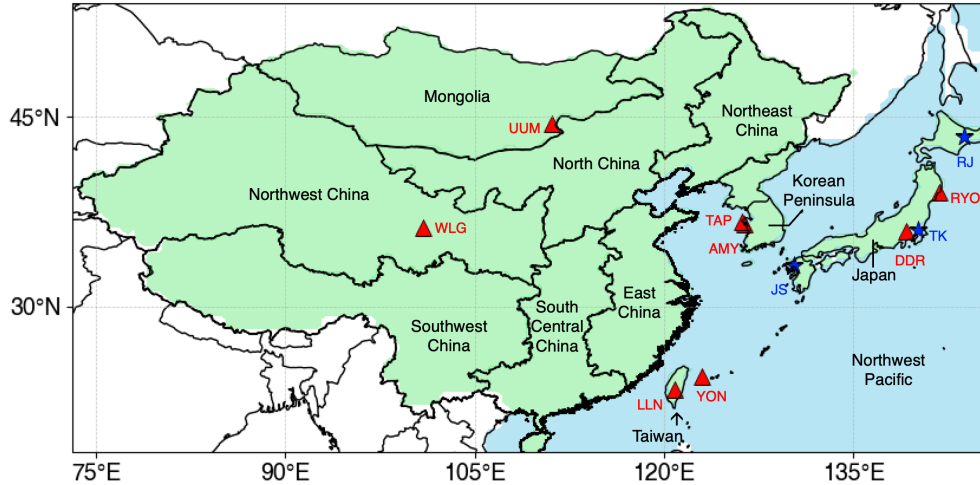 Mongolia
Northeast
China
45°N
UUM
North China
RJ
Korean
Peninsula
Northwest China
RYO
TAP
WLG
TK
AMY
DDR
Japan
JS
East
China
30°N
South
Central
China
Southwest
China
Northwest
Pacific
LLN
YON
Taiwan
75°E
90°E
105°E
120°E
135°E